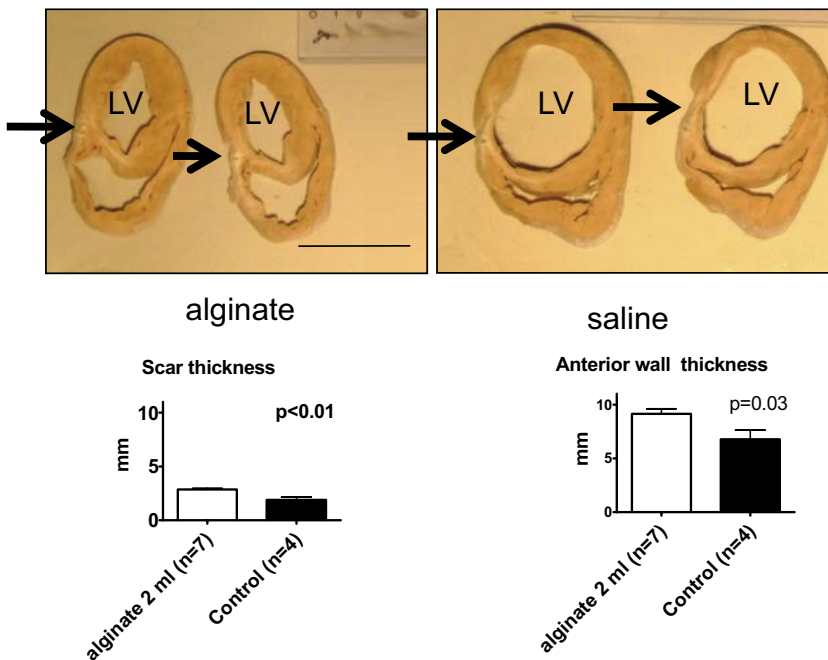 LV
LV
LV
LV
alginate
saline
Scar thickness
p<0.01
10
5
0
mm
alginate 2 ml (n=7)
Control (n=4)
Anterior wall thickness
p=0.03
10
5
0
mm
alginate 2 ml (n=7)
Control (n=4)